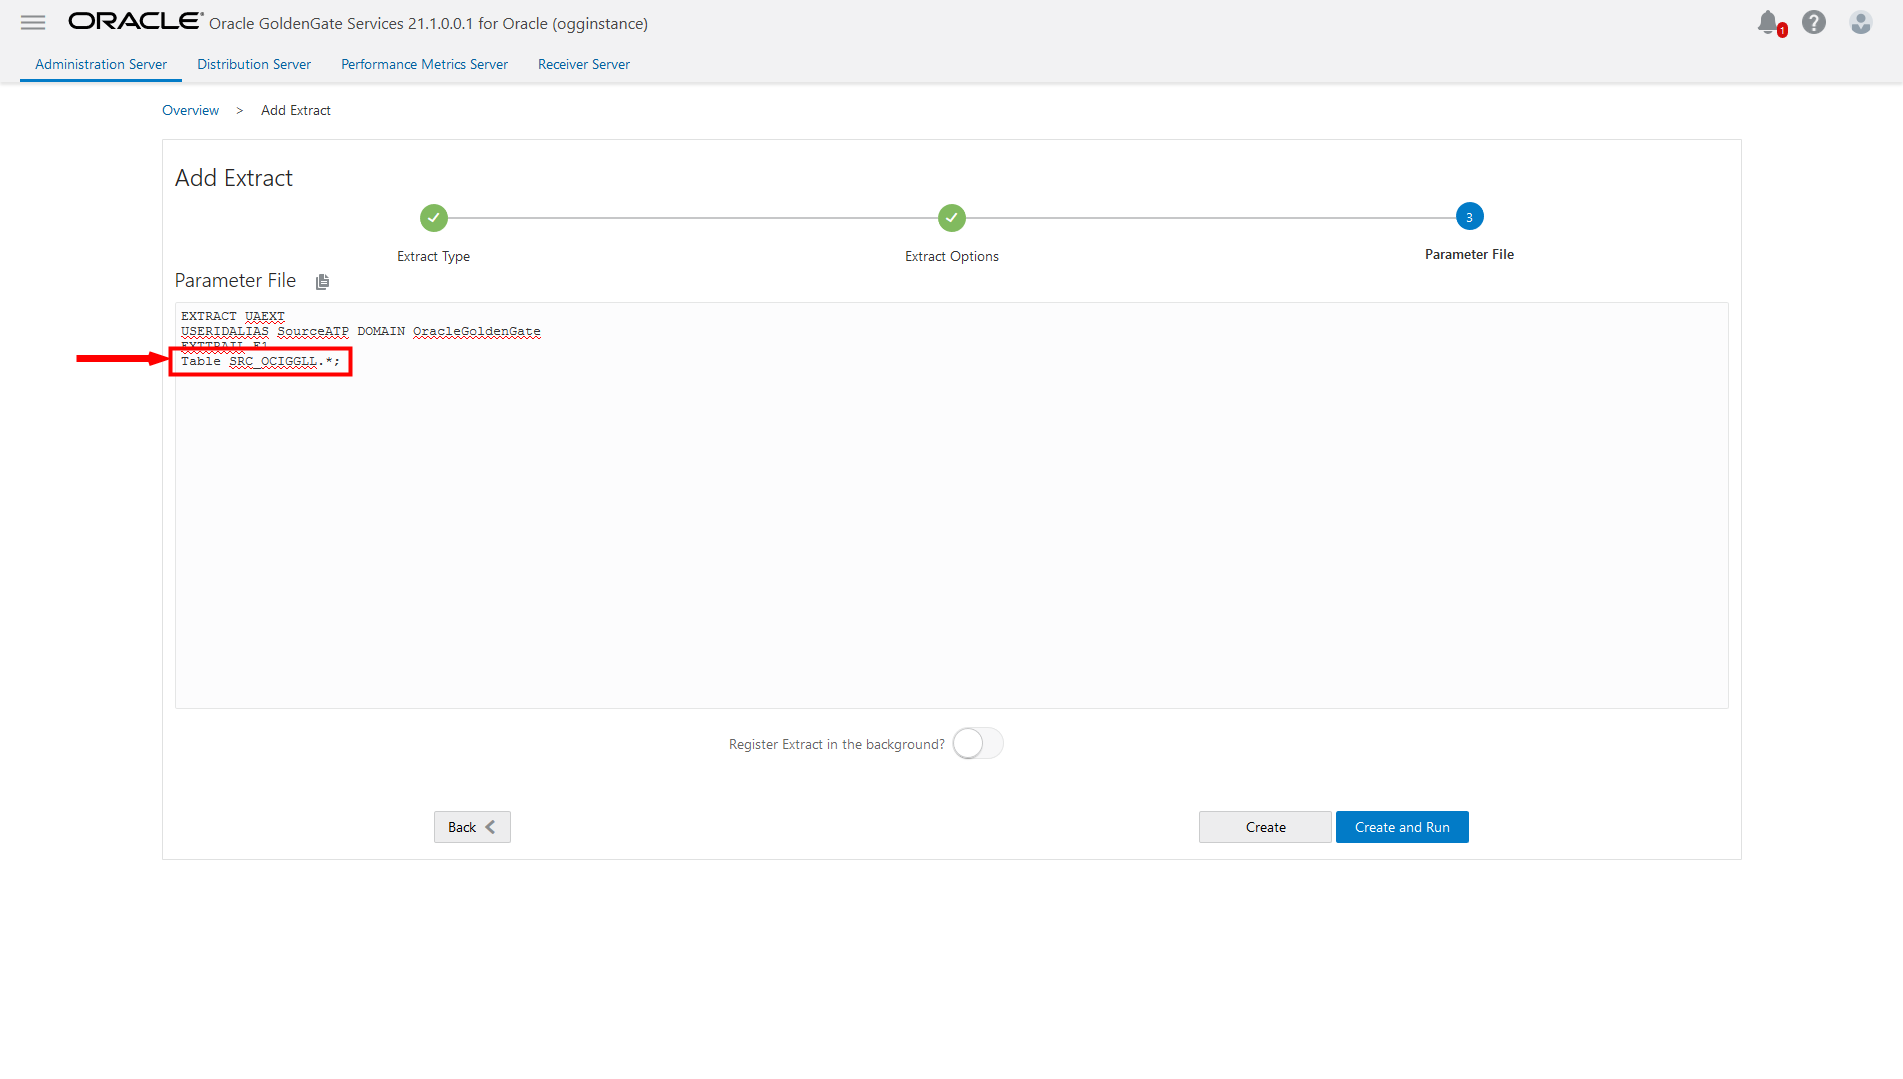 ORACLE® Oracle GoldenGate Services 21.1.0.0.1 for Oracle (ogginstance)
1
Administration Server Distribution Server Performance Metrics Server Receiver Server
Overview > Add Extract
Add Extract
3
Extract Type Extract Options Parameter File
Parameter File
EXTRACT UAEXT
USERIDALIAS SourceATP DOMAIN OracleGoldenGate
EXTTRAIL E1
Table SRC_OCIGGLL.*;
Register Extract in the background?
Back Create Create and Run